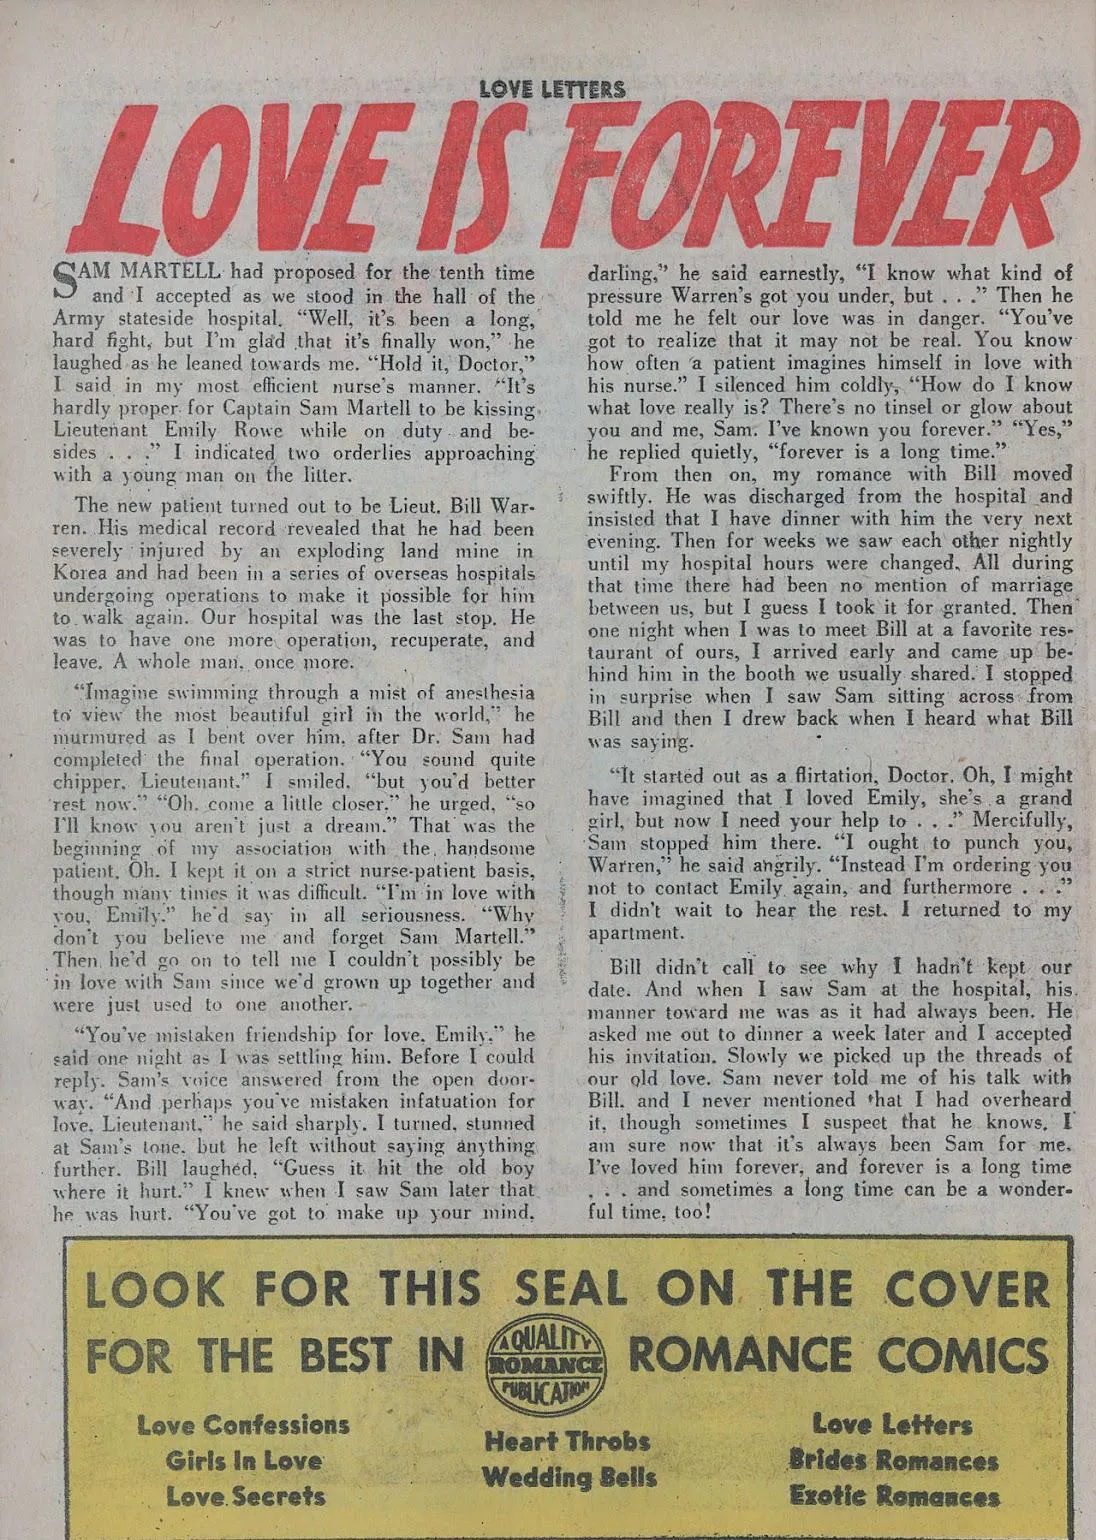 LOVE LETTERS
LOVE IS FOREVER
SAM MARTELL had proposed for the tenth time
and I accepted as we stood in the hall of the
Army stateside hospital. “Well, it’s been a long,
hard fight, but I’m glad that it’s finally won,” he
laughed as he leaned towards me. “Hold it, Doctor,”
I said in my most efficient nurse’s manner. “It’s
hardly proper for Captain Sam Martell to be kissing
Lieutenant Emily Rowe while on duty and be-
sides . . .” I indicated two orderlies approaching
with a young man on the litter.
The new patient turned out to be Lieut. Bill War-
ren. His medical record revealed that he had been
severely injured by an exploding land mine in
Korea and had been in a series of overseas hospitals
undergoing operations to make it possible for him
to walk again. Our hospital was the last stop. He
was to have one more operation, recuperate, and
leave. A whole man, once more.
“Imagine swimming through a mist of anesthesia
to view the most beautiful girl in the world,” he
murmured as I bent over him, after Dr. Sam had
completed the final operation. “You sound quite
chipper, Lieutenant.” I smiled, “but you’d better
rest now.” “Oh, come a little closer,” he urged, “so
I’ll know you aren’t just a dream.” That was the
beginning of my association with the handsome
patient. Oh, I kept it on a strict nurse-patient basis,
though many times it was difficult. “I’m in love with
you, Emily,” he’d say in all seriousness. “Why
don’t you believe me and forget Sam Martell.”
Then he’d go on to tell me I couldn’t possibly be
in love with Sam since we’d grown up together and
were just used to one another.
“You’ve mistaken friendship for love, Emily,” he
said one night as I was settling him. Before I could
reply, Sam’s voice answered from the open door-
way. “And perhaps you’ve mistaken infatuation for
love, Lieutenant,” he said sharply. I turned, stunned
at Sam’s tone, but he left without saying anything
further. Bill laughed, “Guess it hit the old boy
where it hurt.” I knew when I saw Sam later that
he was hurt. “You’ve got to make up your mind,
darling,” he said earnestly, “I know what kind of
pressure Warren’s got you under, but . . .” Then he
told me he felt our love was in danger. “You’ve
got to realize that it may not be real. You know
how often a patient imagines himself in love with
his nurse.” I silenced him coldly, “How do I know
what love really is? There’s no tinsel or glow about
you and me, Sam. I’ve known you forever.” “Yes,”
he replied quietly, “forever is a long time.”
From then on, my romance with Bill moved
swiftly. He was discharged from the hospital and
insisted that I have dinner with him the very next
evening. Then for weeks we saw each other nightly
until my hospital hours were changed. All during
that time there had been no mention of marriage
between us, but I guess I took it for granted. Then
one night when I was to meet Bill at a favorite res-
taurant of ours, I arrived early and came up be-
hind him in the booth we usually shared. I stopped
in surprise when I saw Sam sitting across from
Bill and then I drew back when I heard what Bill
was saying.
“It started out as a flirtation, Doctor. Oh, I might
have imagined that I loved Emily, she’s a grand
girl, but now I need your help to . . .” Mercifully,
Sam stopped him there. “I ought to punch you,
Warren,” he said angrily. “Instead I’m ordering you
not to contact Emily again, and furthermore . . .”
I didn’t wait to hear the rest. I returned to my
apartment.
Bill didn’t call to see why I hadn’t kept our
date. And when I saw Sam at the hospital, his
manner toward me was as it had always been. He
asked me out to dinner a week later and I accepted
his invitation. Slowly we picked up the threads of
our old love. Sam never told me of his talk with
Bill, and I never mentioned that I had overheard
it, though sometimes I suspect that he knows. I
am sure now that it’s always been Sam for me.
I’ve loved him forever, and forever is a long time
. . . and sometimes a long time can be a wonder-
ful time, too!
LOOK FOR THIS SEAL ON THE COVER
FOR THE BEST IN A QUALITY ROMANCE PUBLICATION ROMANCE COMICS
Love Confessions
Girls In Love
Love Secrets
Heart Throbs
Wedding Bells
Love Letters
Brides Romances
Exotic Romances